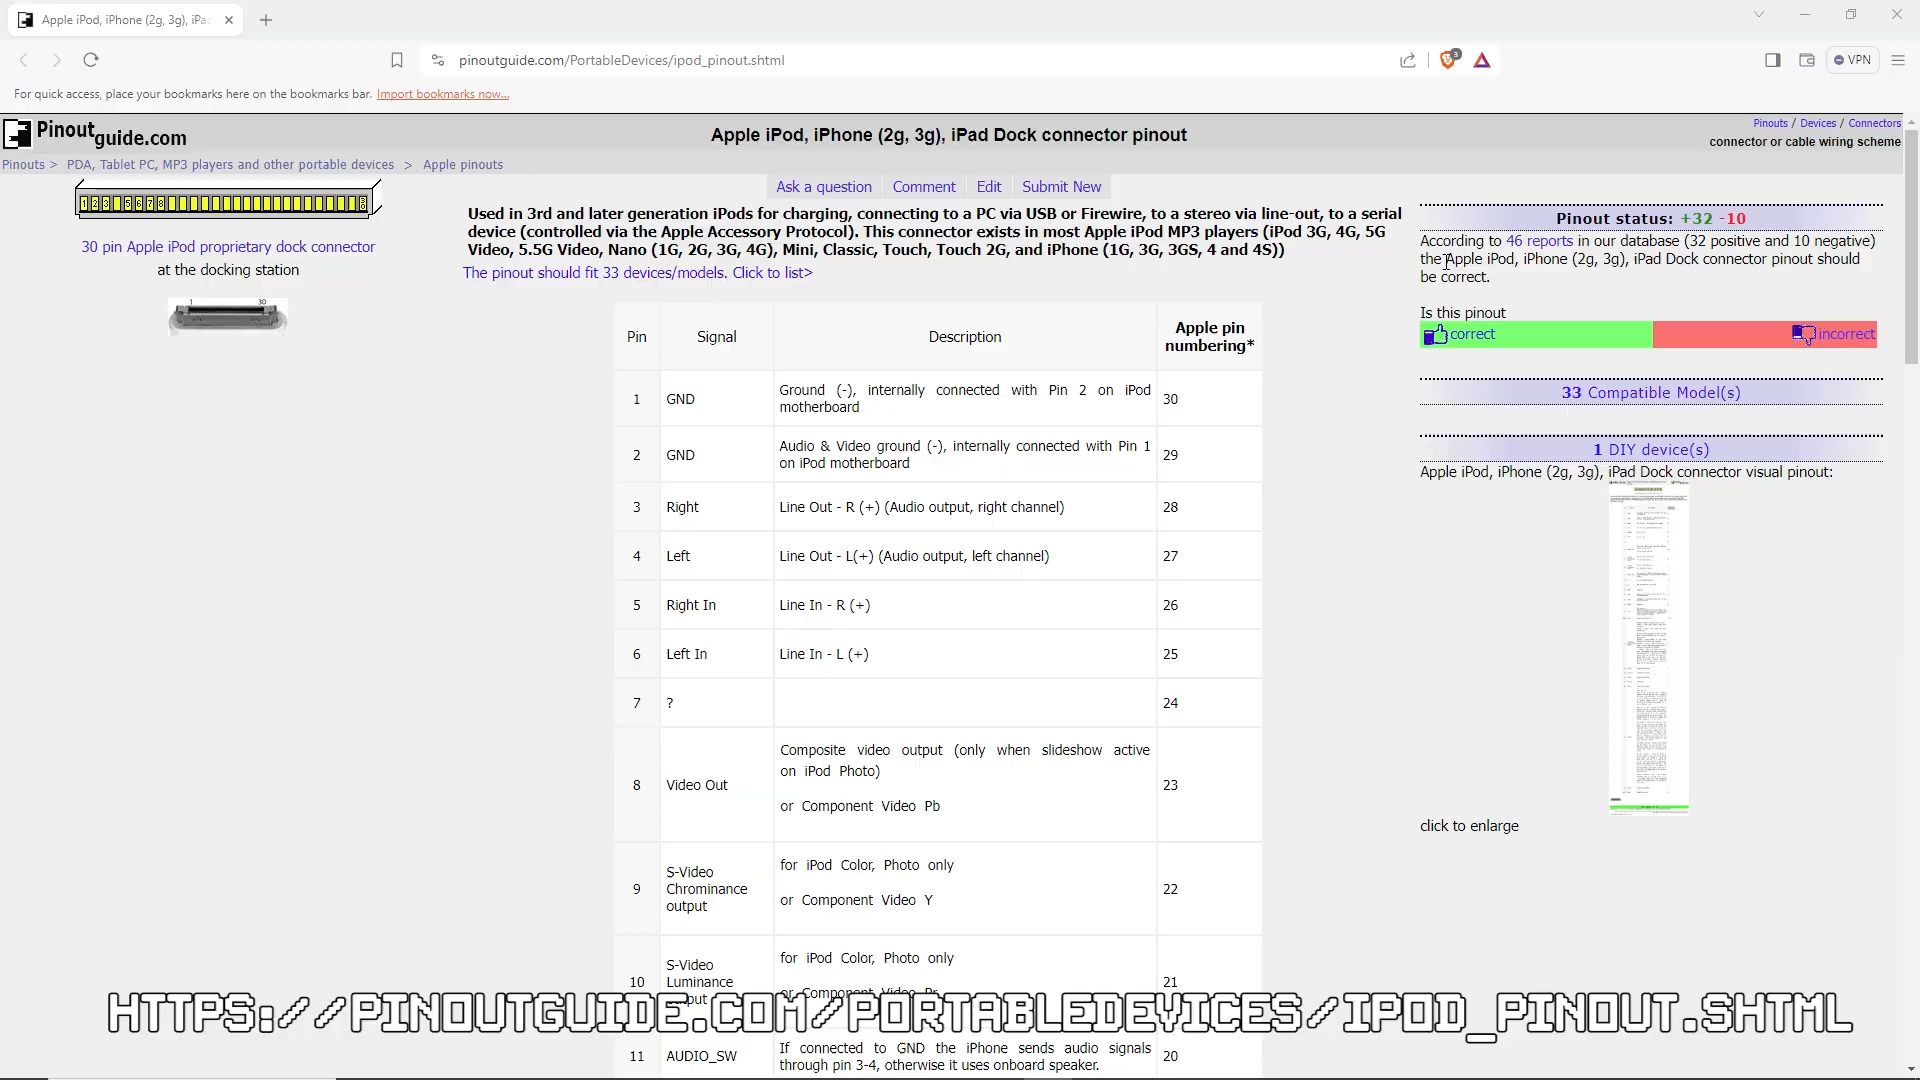 Apple iPod, iPhone (2g, 3g), iPa
pinoutguide.com/PortableDevices/ipod_pinout.shtml
3
VPN
For quick access, place your bookmarks here on the bookmarks bar. Import bookmarks now...
Pinoutguide.com
Apple iPod, iPhone (2g, 3g), iPad Dock connector pinout
Pinouts / Devices / Connectors
connector or cable wiring scheme
Pinouts > PDA, Tablet PC, MP3 players and other portable devices > Apple pinouts
Ask a question Comment Edit Submit New
1 2 3 5 6 7 8 30
30 pin Apple iPod proprietary dock connector
at the docking station
1 30
Used in 3rd and later generation iPods for charging, connecting to a PC via USB or Firewire, to a stereo via line-out, to a serial
device (controlled via the Apple Accessory Protocol). This connector exists in most Apple iPod MP3 players (iPod 3G, 4G, 5G
Video, 5.5G Video, Nano (1G, 2G, 3G, 4G), Mini, Classic, Touch, Touch 2G, and iPhone (1G, 3G, 3GS, 4 and 4S))
The pinout should fit 33 devices/models. Click to list>
Pin Signal Description Apple pin
numbering*
1 GND Ground (-), internally connected with Pin 2 on iPod
motherboard 30
2 GND Audio & Video ground (-), internally connected with Pin 1
on iPod motherboard 29
3 Right Line Out - R (+) (Audio output, right channel) 28
4 Left Line Out - L(+) (Audio output, left channel) 27
5 Right In Line In - R (+) 26
6 Left In Line In - L (+) 25
7 ? 24
8 Video Out Composite video output (only when slideshow active
on iPod Photo)
or Component Video Pb 23
9 S-Video
Chrominance
output for iPod Color, Photo only
or Component Video Y 22
10 S-Video
Luminance
output for iPod Color, Photo only
or Component Video Pr 21
11 AUDIO_SW If connected to GND the iPhone sends audio signals
through pin 3-4, otherwise it uses onboard speaker. 20
Pinout status: +32 -10
According to 46 reports in our database (32 positive and 10 negative)
the Apple iPod, iPhone (2g, 3g), iPad Dock connector pinout should
be correct.
Is this pinout
correct incorrect
33 Compatible Model(s)
1 DIY device(s)
Apple iPod, iPhone (2g, 3g), iPad Dock connector visual pinout:
click to enlarge
HTTPS://PINOUTGUIDE.COM/PORTABLEDEVICES/IPOD_PINOUT.SHTML